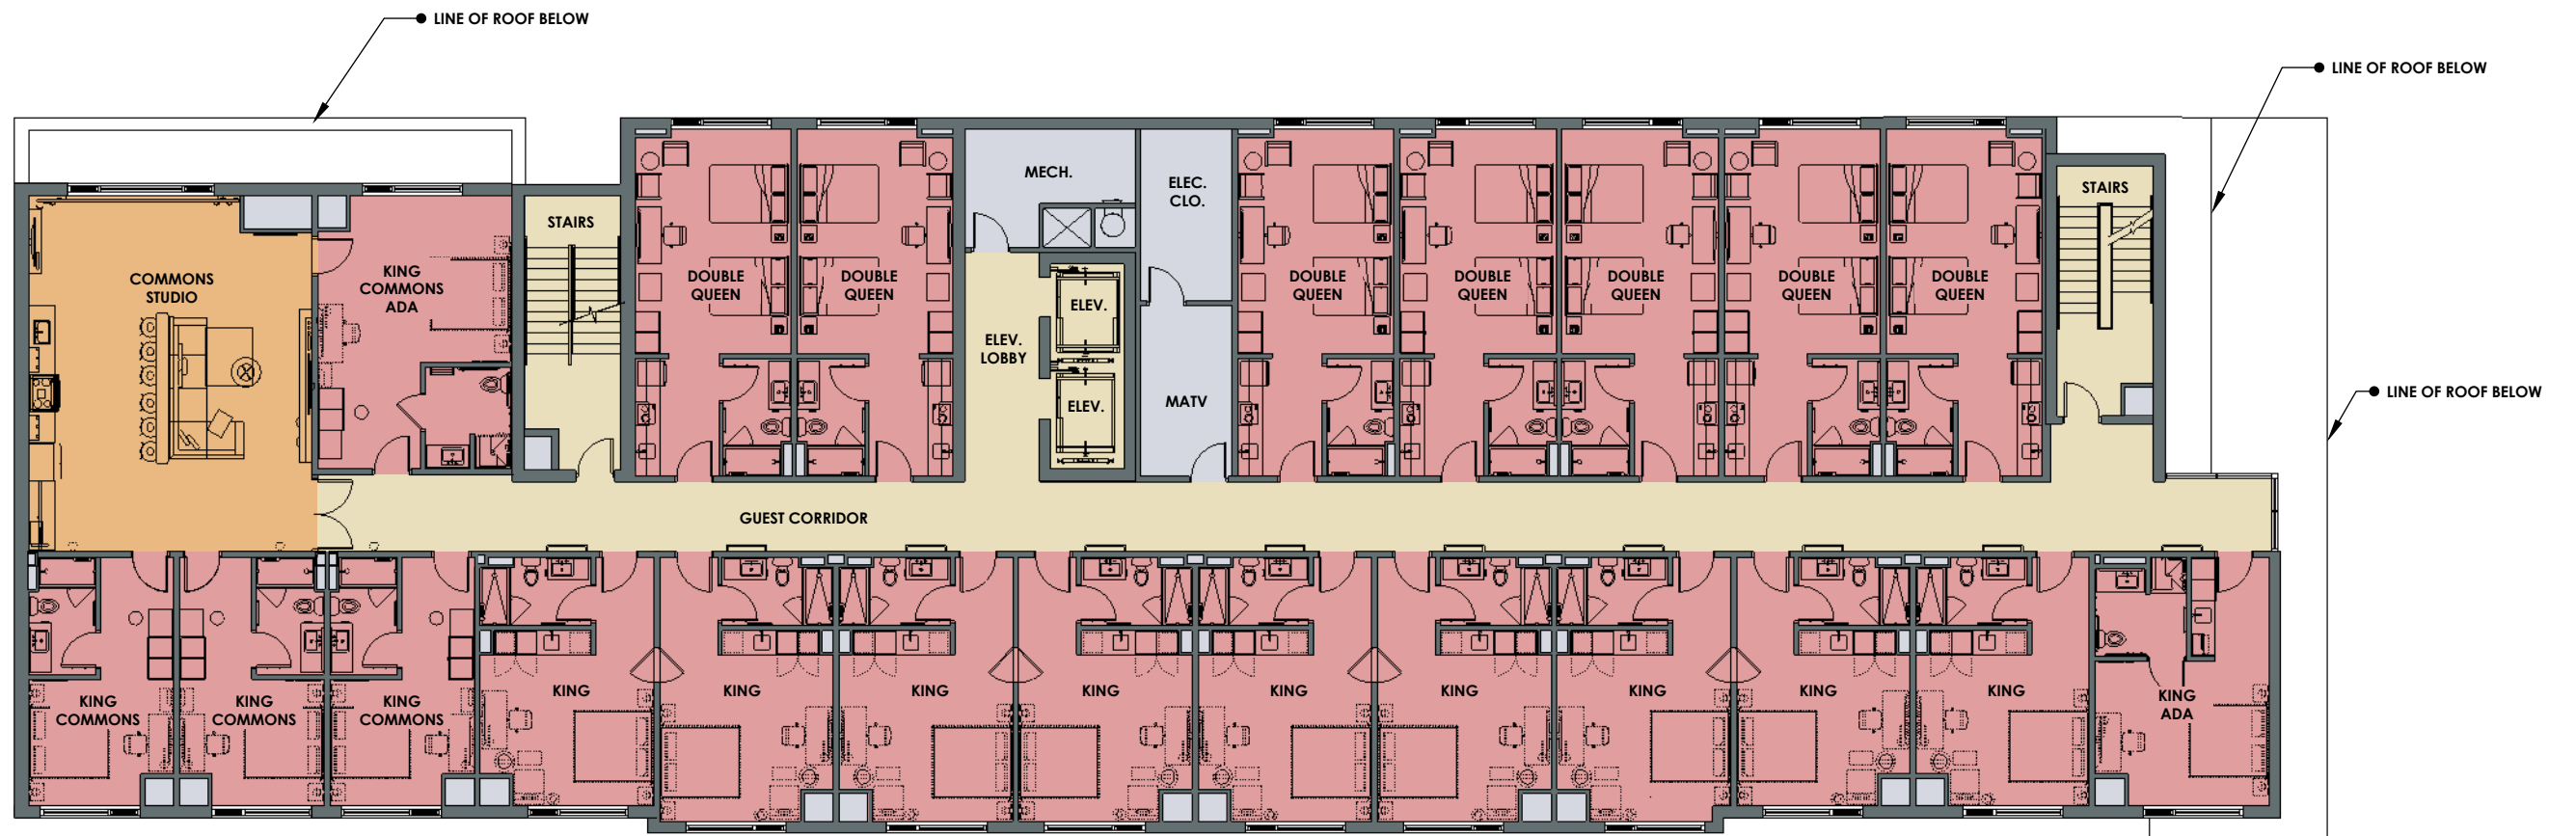 LINE OF ROOF BELOW
LINE OF ROOF BELOW
MECH.
ELEC.
CLO.
STAIRS
STAIRS
COMMONS
STUDIO
KING
COMMONS
ADA
DOUBLE
QUEEN
DOUBLE
QUEEN
ELEV.
LOBBY
ELEV.
ELEV.
MATV
DOUBLE
QUEEN
DOUBLE
QUEEN
DOUBLE
QUEEN
DOUBLE
QUEEN
DOUBLE
QUEEN
LINE OF ROOF BELOW
GUEST CORRIDOR
KING
COMMONS
KING
COMMONS
KING
COMMONS
KING
KING
KING
KING
KING
KING
KING
KING
KING
KING
ADA